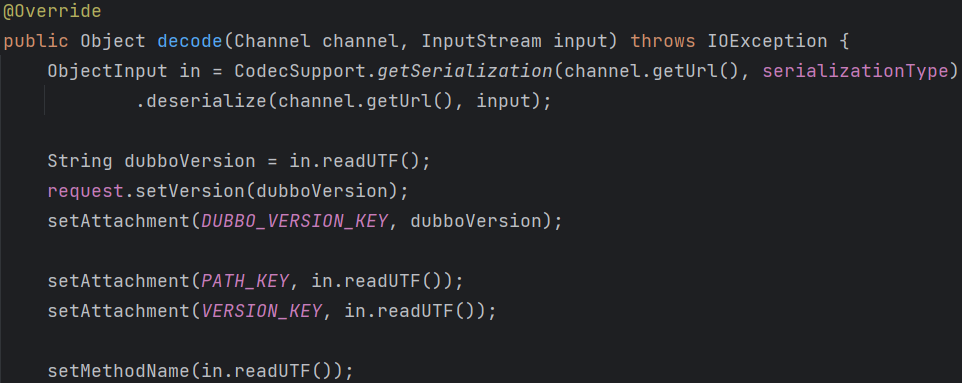 @Override
public Object decode(Channel channel, InputStream input) throws IOException {
ObjectInput in = CodecSupport.getSerialization(channel.getUrl(), serializationType)
.deserialize(channel.getUrl(), input);
String dubboVersion = in.readUTF();
request.setVersion(dubboVersion);
setAttachment(DUBBO_VERSION_KEY, dubboVersion);
setAttachment(PATH_KEY, in.readUTF());
setAttachment(VERSION_KEY, in.readUTF());
setMethodName(in.readUTF());